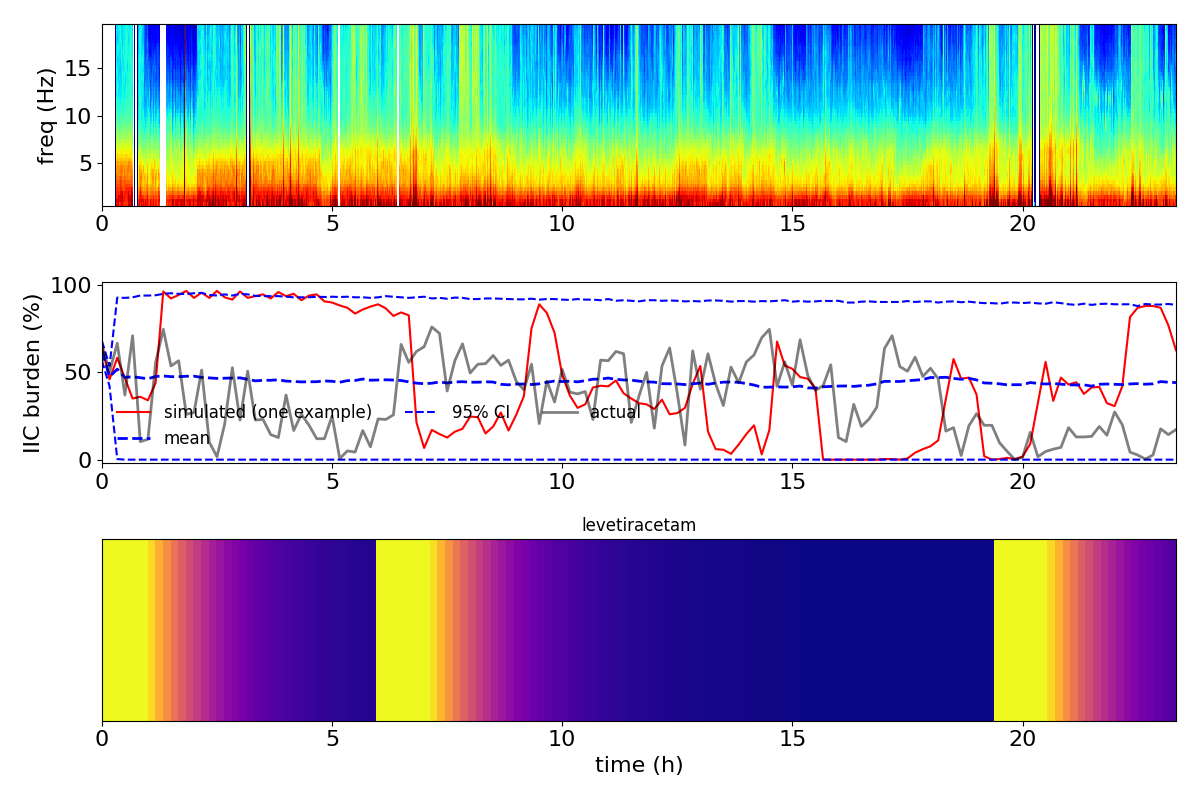 freq (Hz)
15
10
5
0 5 10 15 20
IIC burden (%)
100
50
0
simulated (one example) 95% CI actual
mean
0 5 10 15 20
levetiracetam
0 5 10 15 20
time (h)